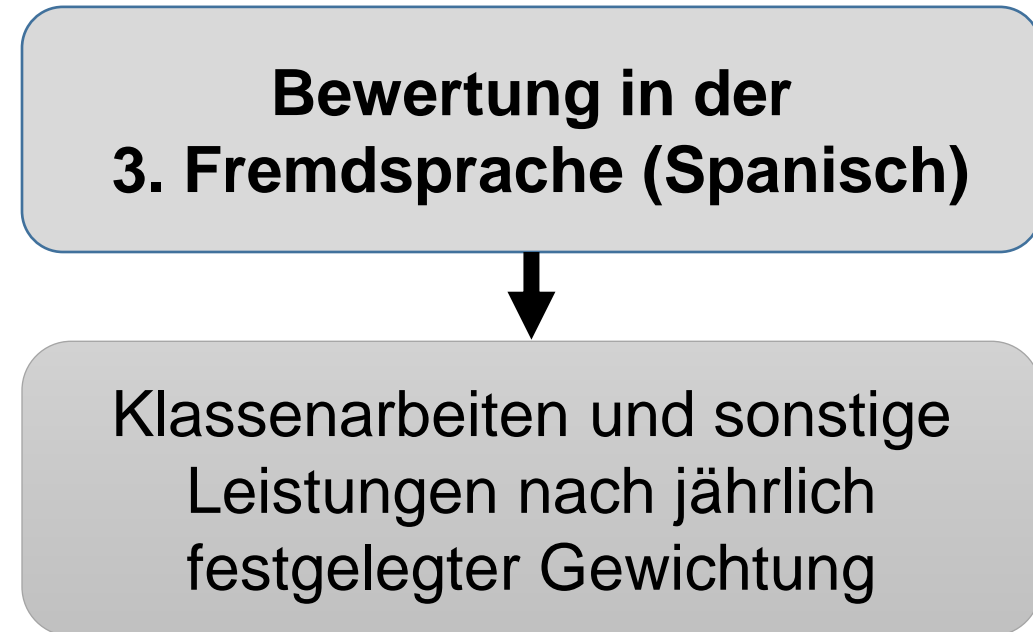 Bewertung in der
3. Fremdsprache (Spanisch)
Klassenarbeiten und sonstige
Leistungen nach jährlich
festgelegter Gewichtung